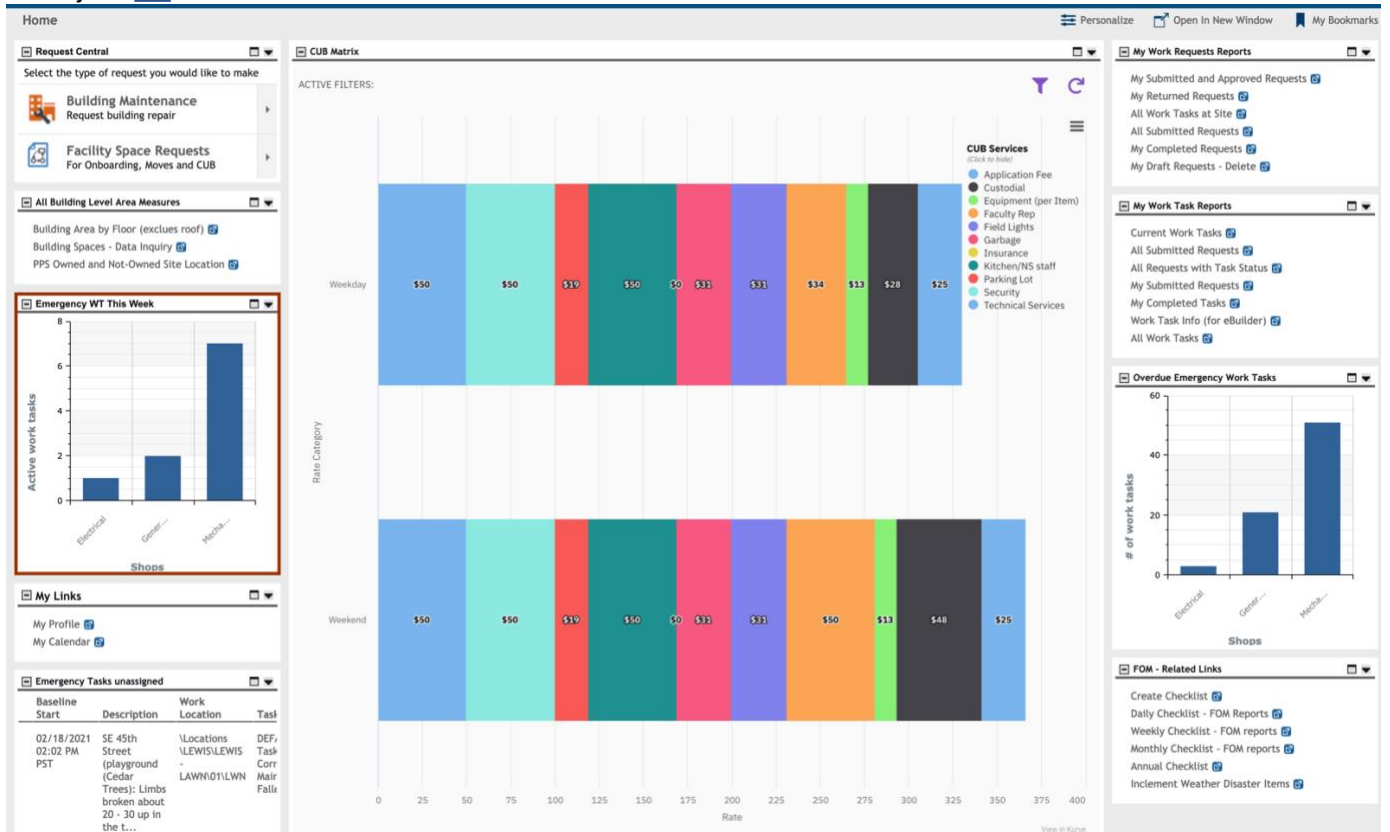 Home
Personalize
Open In New Window
My Bookmarks
Request Central
Select the type of request you would like to make
Building Maintenance
Request building repair
Facility Space Requests
For Onboarding, Moves and CUB
All Building Level Area Measures
Building Area by Floor (exclues roof)
Building Spaces - Data Inquiry
PPS Owned and Not-Owned Site Location
Emergency WT This Week
8
6
4
2
0
Active work tasks
Electrical
Gener...
Mecha...
Shops
My Links
My Profile
My Calendar
Emergency Tasks unassigned
Baseline Start
Description
Work Location
02/18/2021
02:02 PM
PST
SE 45th
Street
(playground
(Cedar
Trees): Limbs
broken about
20 - 30 up in
the t...
\Locations
\LEWIS\LEWIS
-
LAWN\01\LWN
CUB Matrix
ACTIVE FILTERS:
CUB Services
(Click to hide)
Application Fee
Custodial
Equipment (per Item)
Faculty Rep
Field Lights
Garbage
Insurance
Kitchen/NS staff
Parking Lot
Security
Technical Services
Rate Category
Weekday
$50 $50 $19 $50 $0 $31 $31 $34 $13 $28 $25
Weekend
$50 $50 $19 $50 $0 $31 $31 $50 $13 $48 $25
0 25 50 75 100 125 150 175 200 225 250 275 300 325 350 375 400
Rate
View in Kurve
My Work Requests Reports
My Submitted and Approved Requests
My Returned Requests
All Work Tasks at Site
All Submitted Requests
My Completed Requests
My Draft Requests - Delete
My Work Task Reports
Current Work Tasks
All Submitted Requests
All Requests with Task Status
My Submitted Requests
My Completed Tasks
Work Task Info (for eBuilder)
All Work Tasks
Overdue Emergency Work Tasks
60
40
20
0
# of work tasks
Electrical
Gener...
Mecha...
Shops
FOM - Related Links
Create Checklist
Daily Checklist - FOM Reports
Weekly Checklist - FOM reports
Monthly Checklist - FOM reports
Annual Checklist
Inclement Weather Disaster Items